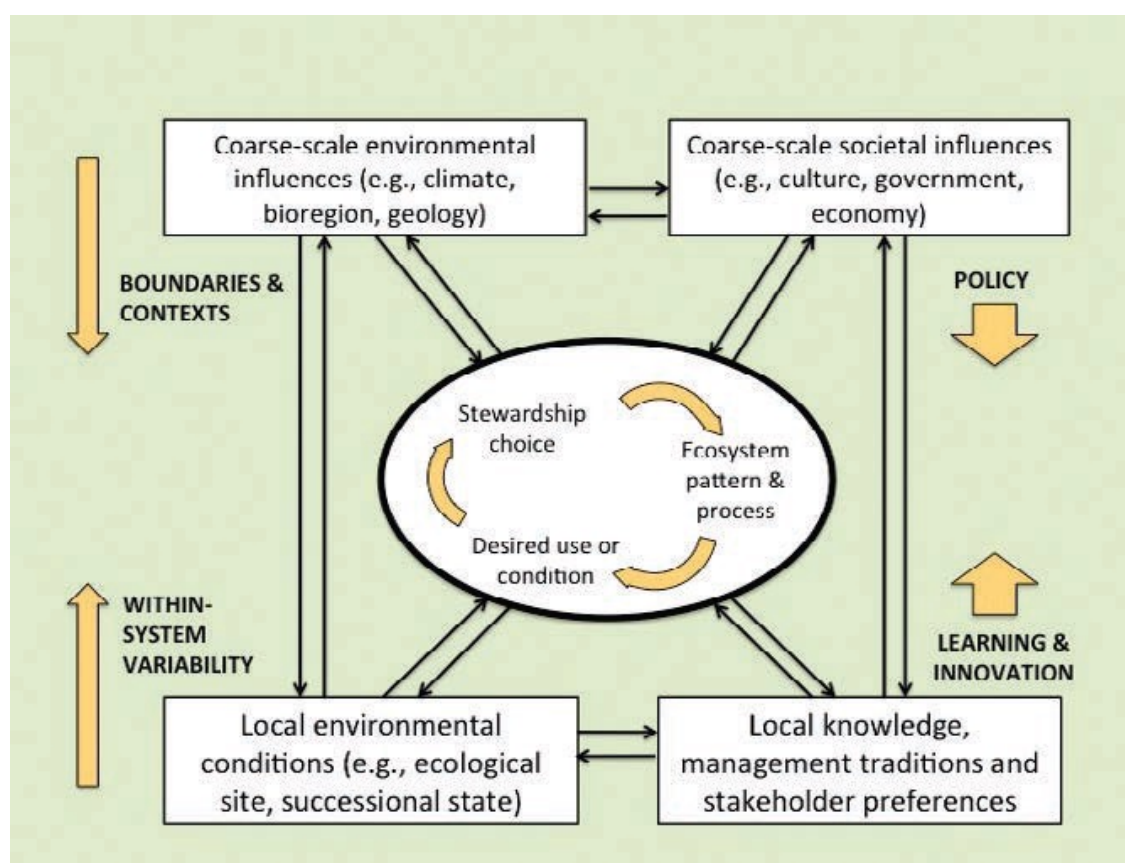 Coarse-scale environmental
influences (e.g., climate,
bioregion, geology)
Coarse-scale societal influences
(e.g., culture, government,
economy)
BOUNDARIES &
CONTEXTS
POLICY
Stewardship
choice
Ecosystem
pattern &
process
Desired use or
condition
WITHIN-
SYSTEM
VARIABILITY
LEARNING &
INNOVATION
Local environmental
conditions (e.g., ecological
site, successional state)
Local knowledge,
management traditions and
stakeholder preferences